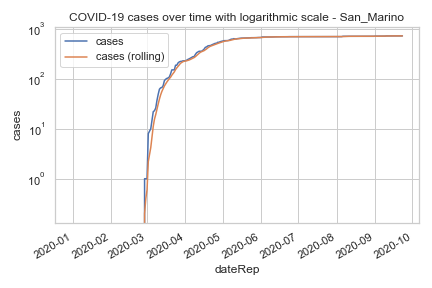 COVID-19 cases over time with logarithmic scale - San_Marino
cases
cases (rolling)
10³
10²
10¹
10⁰
cases
2020-01
2020-02
2020-03
2020-04
2020-05
2020-06
2020-07
2020-08
2020-09
2020-10
dateRep